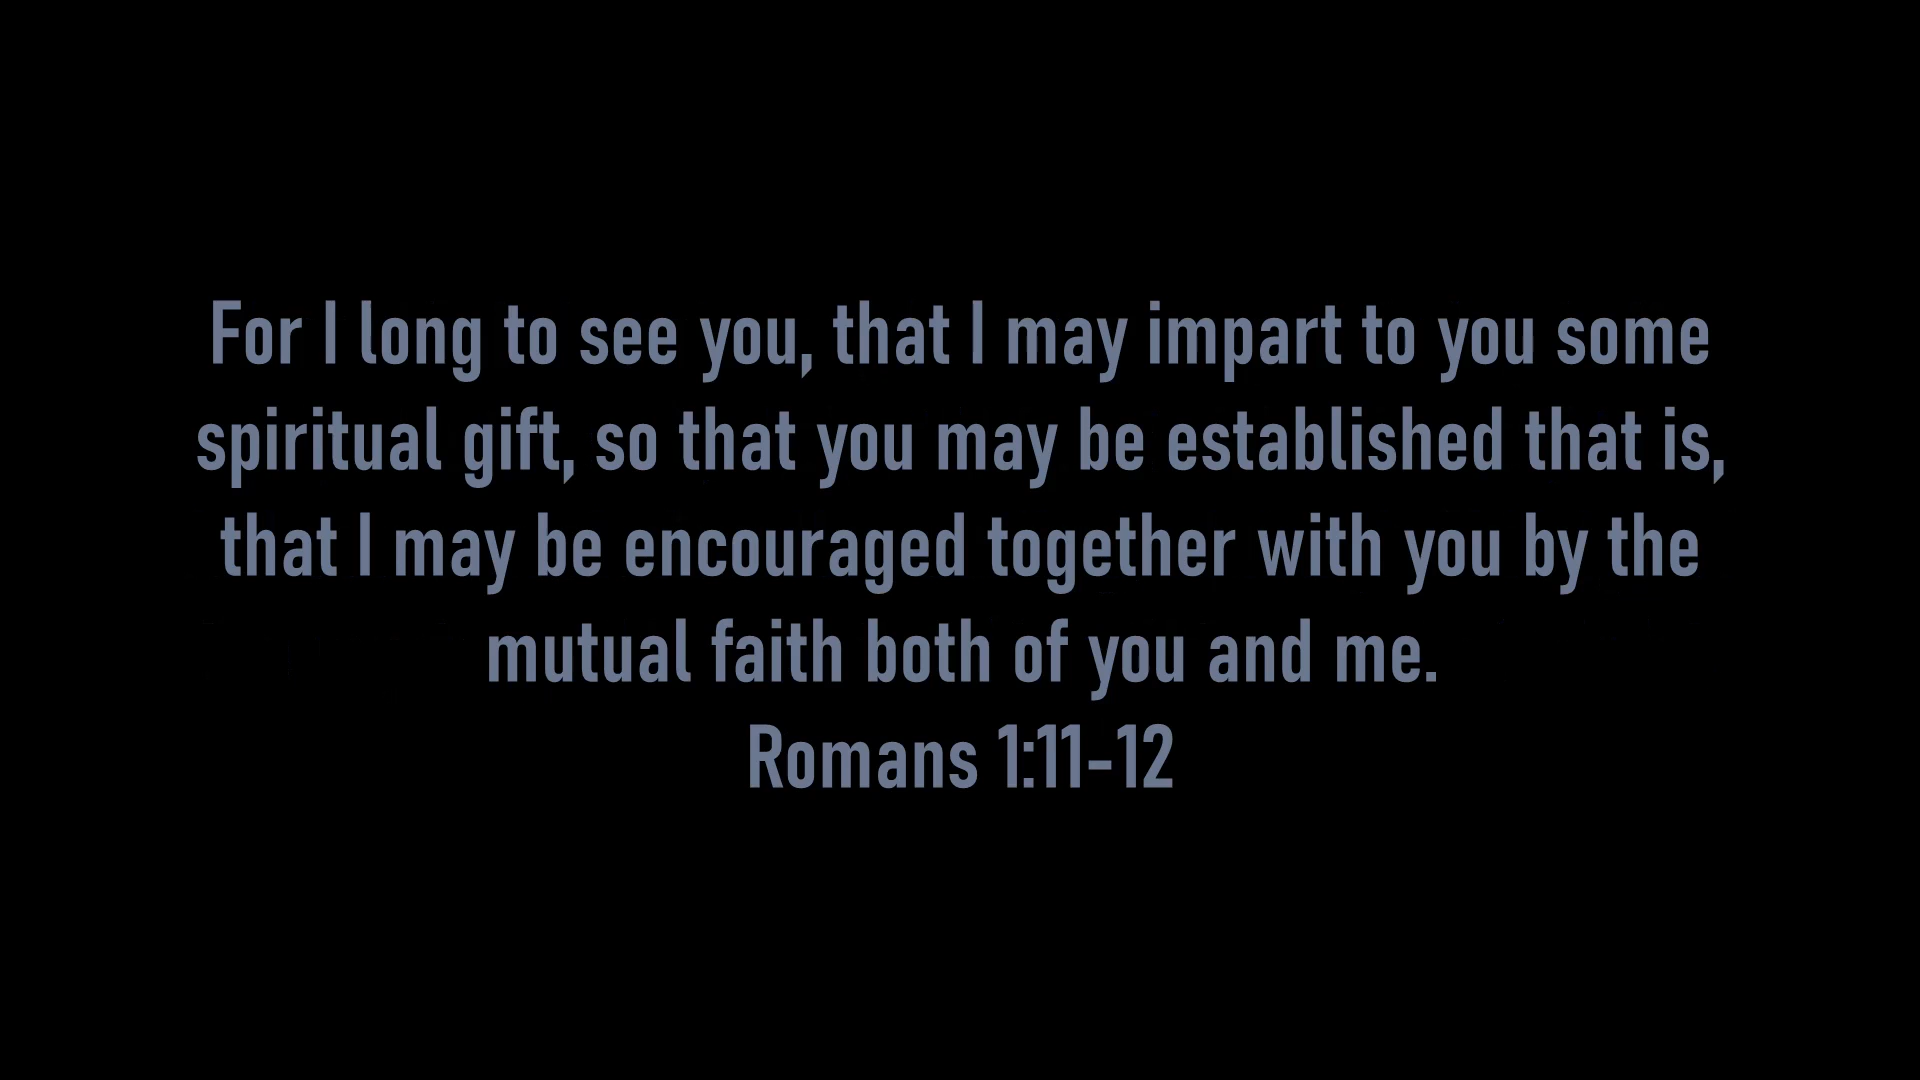 For I long to see you, that I may impart to you some
spiritual gift, so that you may be established that is,
that I may be encouraged together with you by the
mutual faith both of you and me.
Romans 1:11-12